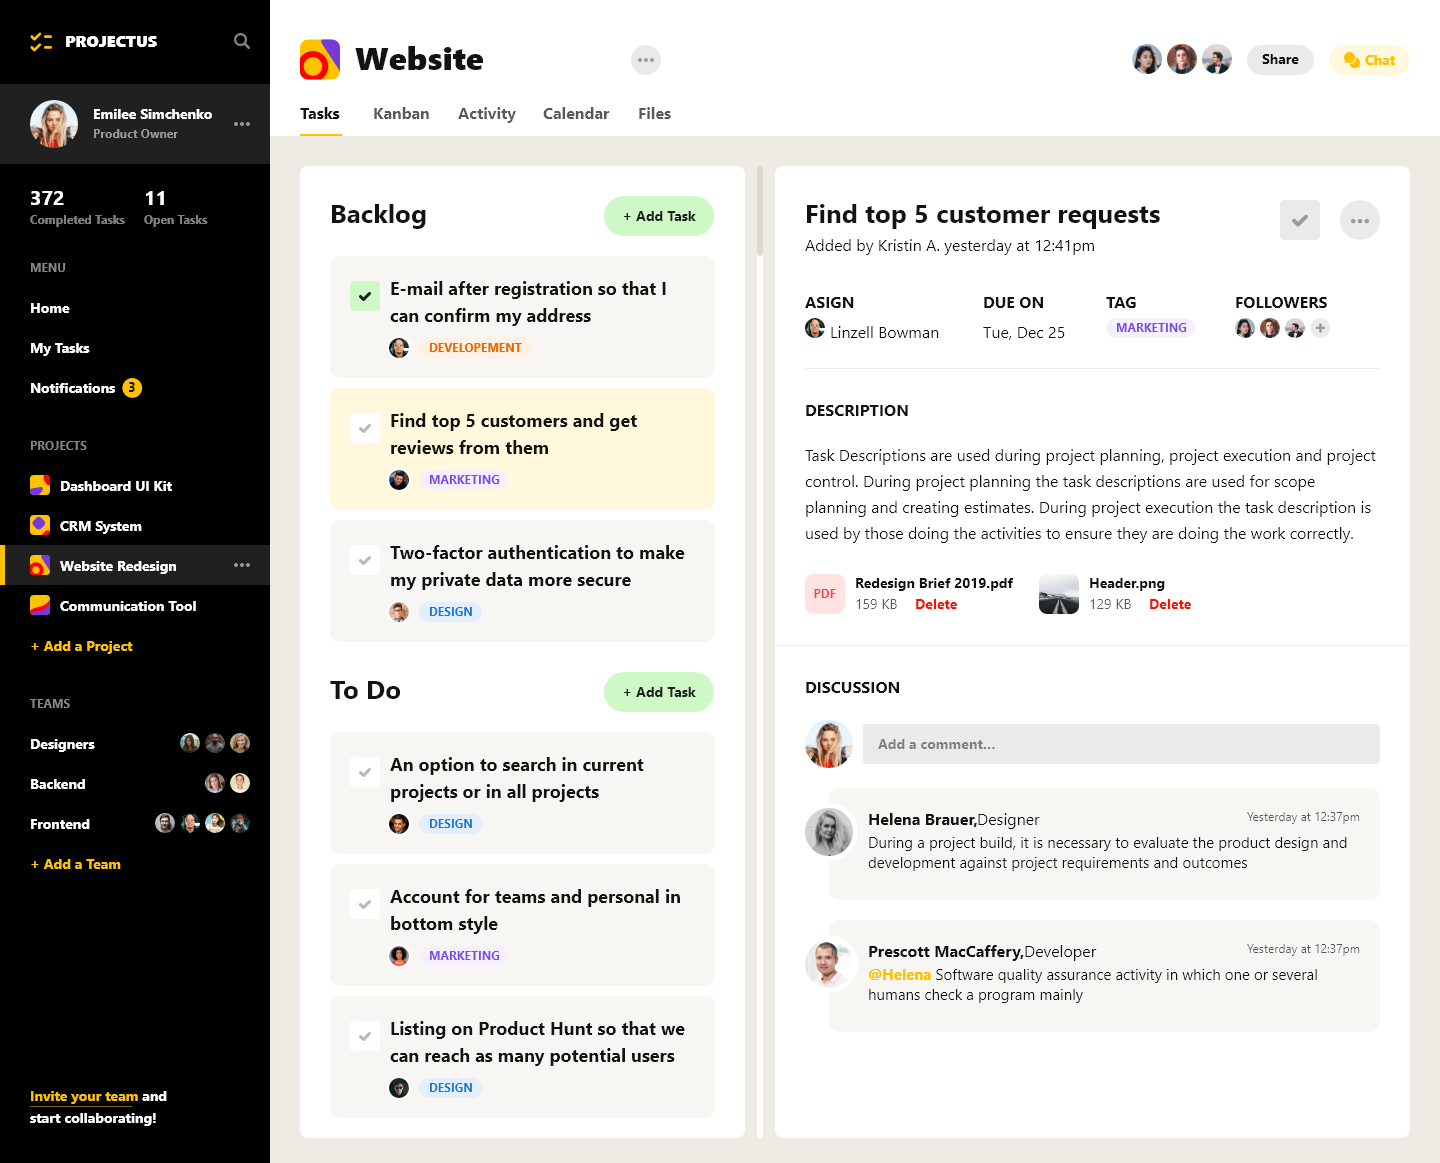 PROJECTUS
Emilee Simchenko
Product Owner
372
Completed Tasks
11
Open Tasks
MENU
Home
My Tasks
Notifications 3
PROJECTS
Dashboard UI Kit
CRM System
Website Redesign
Communication Tool
+ Add a Project
TEAMS
Designers
Backend
Frontend
+ Add a Team
Invite your team and
start collaborating!
Website
Share
Chat
Tasks
Kanban
Activity
Calendar
Files
Backlog
+ Add Task
E-mail after registration so that I
can confirm my address
DEVELOPEMENT
Find top 5 customers and get
reviews from them
MARKETING
Two-factor authentication to make
my private data more secure
DESIGN
To Do
+ Add Task
An option to search in current
projects or in all projects
DESIGN
Account for teams and personal in
bottom style
MARKETING
Listing on Product Hunt so that we
can reach as many potential users
DESIGN
Find top 5 customer requests
Added by Kristin A. yesterday at 12:41pm
ASIGN
Linzell Bowman
DUE ON
Tue, Dec 25
TAG
MARKETING
FOLLOWERS
+
DESCRIPTION
Task Descriptions are used during project planning, project execution and project
control. During project planning the task descriptions are used for scope
planning and creating estimates. During project execution the task description is
used by those doing the activities to ensure they are doing the work correctly.
PDF
Redesign Brief 2019.pdf
159 KB Delete
Header.png
129 KB Delete
DISCUSSION
Add a comment...
Helena Brauer,Designer
Yesterday at 12:37pm
During a project build, it is necessary to evaluate the product design and
development against project requirements and outcomes
Prescott MacCaffery,Developer
Yesterday at 12:37pm
@Helena Software quality assurance activity in which one or several
humans check a program mainly